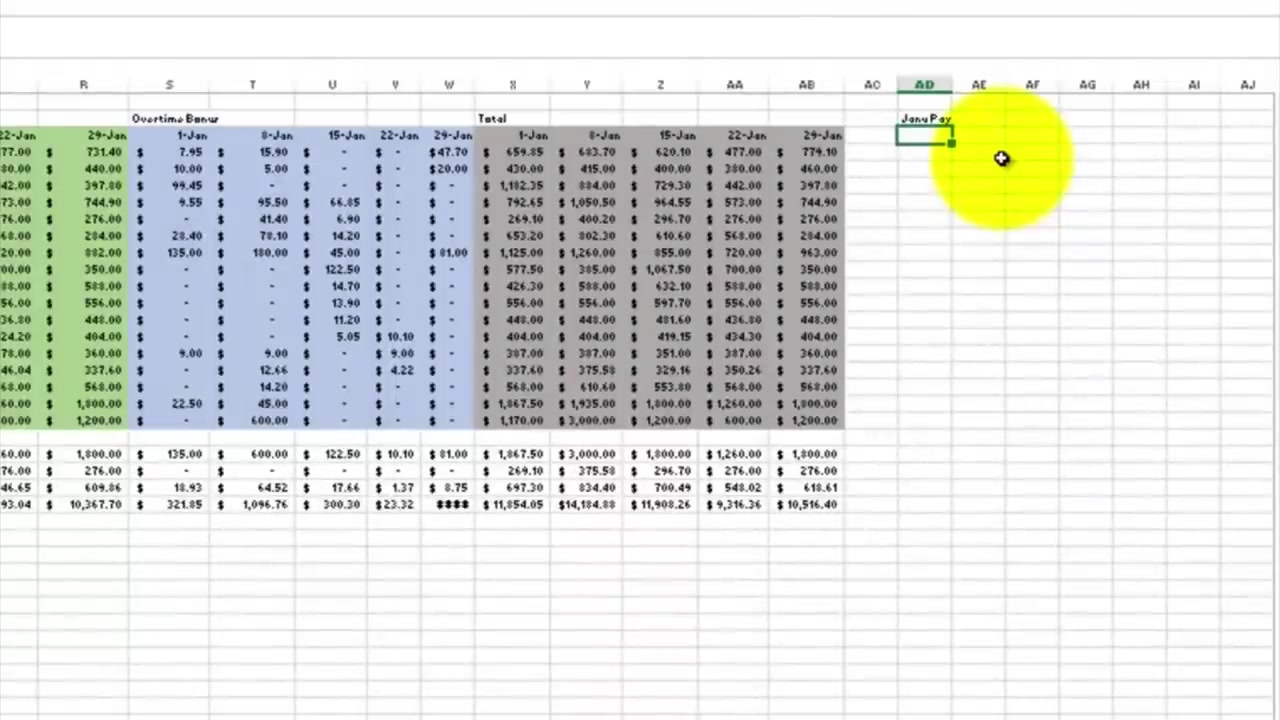 R S T U V W X Y Z AA AB AC AD AE AF AG AH AI AJ
Overtime Bonus Total Janu Pay
22-Jan 29-Jan 1-Jan 8-Jan 15-Jan 22-Jan 29-Jan 1-Jan 8-Jan 15-Jan 22-Jan 29-Jan
77.00 $ 731.40 $ 7.95 $ 15.90 $ - $ - $47.70 $ 659.85 $ 683.70 $ 620.10 $ 477.00 $ 779.10
80.00 $ 440.00 $ 10.00 $ 5.00 $ - $ - $20.00 $ 430.00 $ 415.00 $ 400.00 $ 380.00 $ 460.00
42.00 $ 397.80 $ 99.45 $ - $ - $ - $ - $ 1,182.35 $ 884.00 $ 729.30 $ 442.00 $ 397.80
73.00 $ 744.90 $ 9.55 $ 95.50 $ 66.85 $ - $ - $ 792.65 $ 1,050.50 $ 964.55 $ 573.00 $ 744.90
76.00 $ 276.00 $ - $ 41.40 $ 6.90 $ - $ - $ 269.10 $ 400.20 $ 296.70 $ 276.00 $ 276.00
68.00 $ 284.00 $ 28.40 $ 78.10 $ 14.20 $ - $ - $ 653.20 $ 802.30 $ 610.60 $ 568.00 $ 284.00
20.00 $ 882.00 $ 135.00 $ 180.00 $ 45.00 $ - $ 81.00 $ 1,125.00 $ 1,260.00 $ 855.00 $ 720.00 $ 963.00
00.00 $ 350.00 $ - $ - $ 122.50 $ - $ - $ 577.50 $ 385.00 $ 1,067.50 $ 700.00 $ 350.00
88.00 $ 588.00 $ - $ - $ 14.70 $ - $ - $ 426.30 $ 588.00 $ 632.10 $ 588.00 $ 588.00
56.00 $ 556.00 $ - $ - $ 13.90 $ - $ - $ 556.00 $ 556.00 $ 597.70 $ 556.00 $ 556.00
36.80 $ 448.00 $ - $ - $ 11.20 $ - $ - $ 448.00 $ 448.00 $ 481.60 $ 436.80 $ 448.00
24.20 $ 404.00 $ - $ - $ 5.05 $ 10.10 $ - $ 404.00 $ 404.00 $ 419.15 $ 434.30 $ 404.00
78.00 $ 360.00 $ 9.00 $ 9.00 $ - $ 9.00 $ - $ 387.00 $ 387.00 $ 351.00 $ 387.00 $ 360.00
46.04 $ 337.60 $ - $ 12.66 $ - $ 4.22 $ - $ 337.60 $ 375.58 $ 329.16 $ 350.26 $ 337.60
68.00 $ 568.00 $ - $ 14.20 $ - $ - $ - $ 568.00 $ 610.60 $ 553.80 $ 568.00 $ 568.00
60.00 $ 1,800.00 $ 22.50 $ 45.00 $ - $ - $ - $ 1,867.50 $ 1,935.00 $ 1,800.00 $ 1,260.00 $ 1,800.00
00.00 $ 1,200.00 $ - $ 600.00 $ - $ - $ - $ 1,170.00 $ 3,000.00 $ 1,200.00 $ 600.00 $ 1,200.00
60.00 $ 1,800.00 $ 135.00 $ 600.00 $ 122.50 $ 10.10 $ 81.00 $ 1,867.50 $ 3,000.00 $ 1,800.00 $ 1,260.00 $ 1,800.00
76.00 $ 276.00 $ - $ - $ - $ - $ - $ 269.10 $ 375.58 $ 296.70 $ 276.00 $ 276.00
46.65 $ 609.86 $ 18.93 $ 64.52 $ 17.66 $ 1.37 $ 8.75 $ 697.30 $ 834.40 $ 700.49 $ 548.02 $ 618.61
93.04 $ 10,367.70 $ 321.85 $ 1,096.76 $ 300.30 $23.32 #### $ 11,854.05 $14,184.88 $ 11,908.26 $ 9,316.36 $ 10,516.40